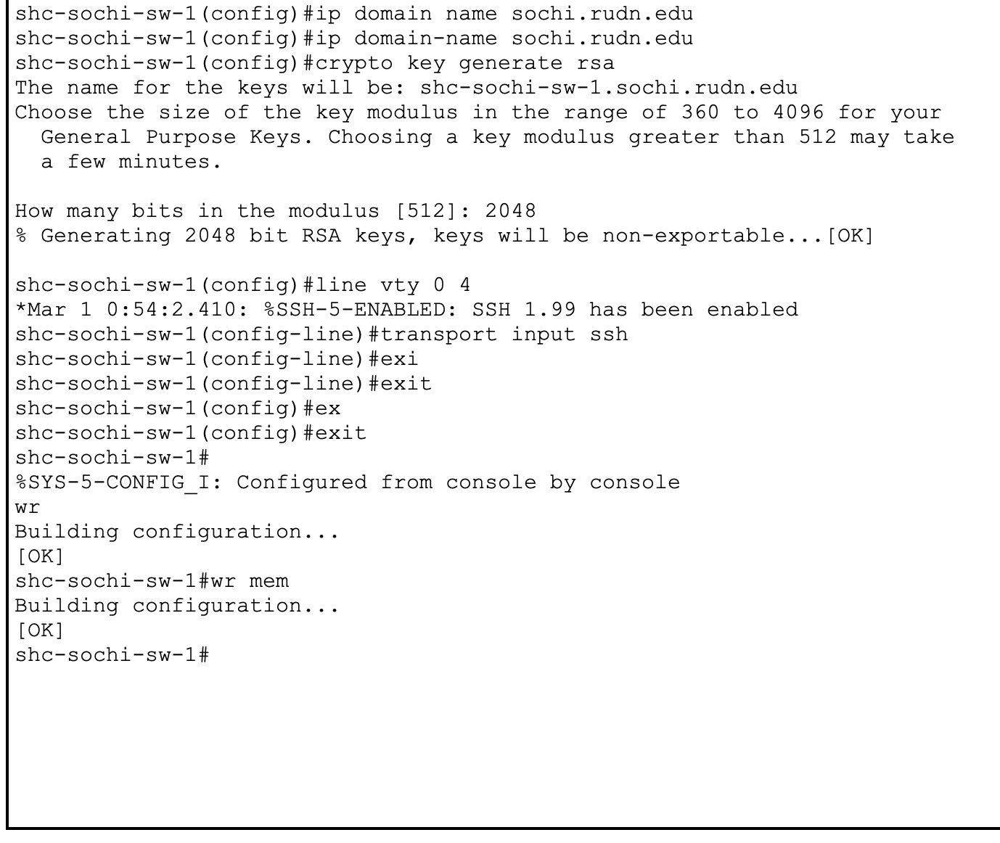 shc-sochi-sw-1(config)#ip domain name sochi.rudn.edu
shc-sochi-sw-1(config)#ip domain-name sochi.rudn.edu
shc-sochi-sw-1(config)#crypto key generate rsa
The name for the keys will be: shc-sochi-sw-1.sochi.rudn.edu
Choose the size of the key modulus in the range of 360 to 4096 for your
  General Purpose Keys. Choosing a key modulus greater than 512 may take
  a few minutes.

How many bits in the modulus [512]: 2048
% Generating 2048 bit RSA keys, keys will be non-exportable...[OK]

shc-sochi-sw-1(config)#line vty 0 4
*Mar 1 0:54:2.410: %SSH-5-ENABLED: SSH 1.99 has been enabled
shc-sochi-sw-1(config-line)#transport input ssh
shc-sochi-sw-1(config-line)#exi
shc-sochi-sw-1(config-line)#exit
shc-sochi-sw-1(config)#ex
shc-sochi-sw-1(config)#exit
shc-sochi-sw-1#
%SYS-5-CONFIG_I: Configured from console by console
wr
Building configuration...
[OK]
shc-sochi-sw-1#wr mem
Building configuration...
[OK]
shc-sochi-sw-1#